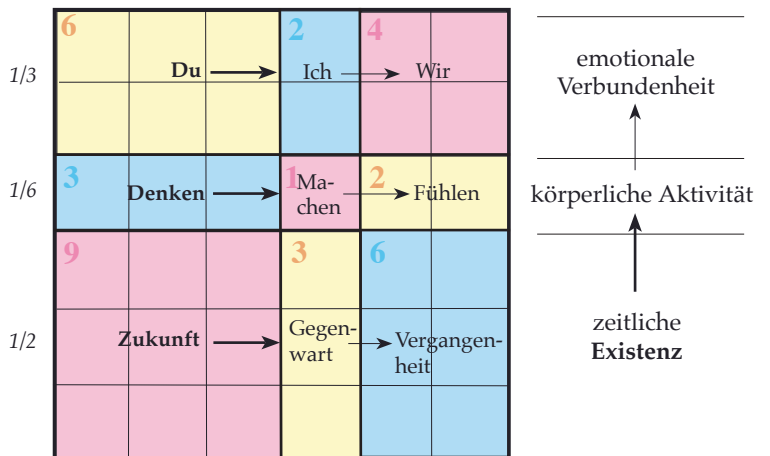 6 2 4
1/3 Du Ich Wir
emotionale
Verbundenheit
3 1 2
1/6 Denken Ma-
chen Fühlen
körperliche Aktivität
9 3 6
1/2 Zukunft Gegen-
wart Vergangen-
heit
zeitliche
Existenz